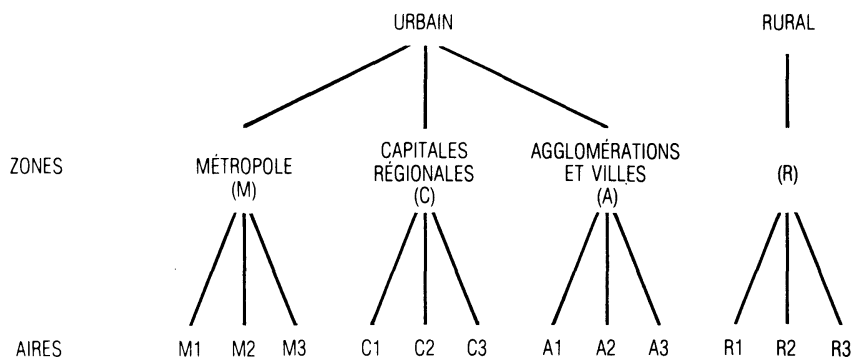 URBAIN RURAL
ZONES MÉTROPOLE (M) CAPITALES RÉGIONALES (C) AGGLOMÉRATIONS ET VILLES (A) (R)
AIRES M1 M2 M3 C1 C2 C3 A1 A2 A3 R1 R2 R3